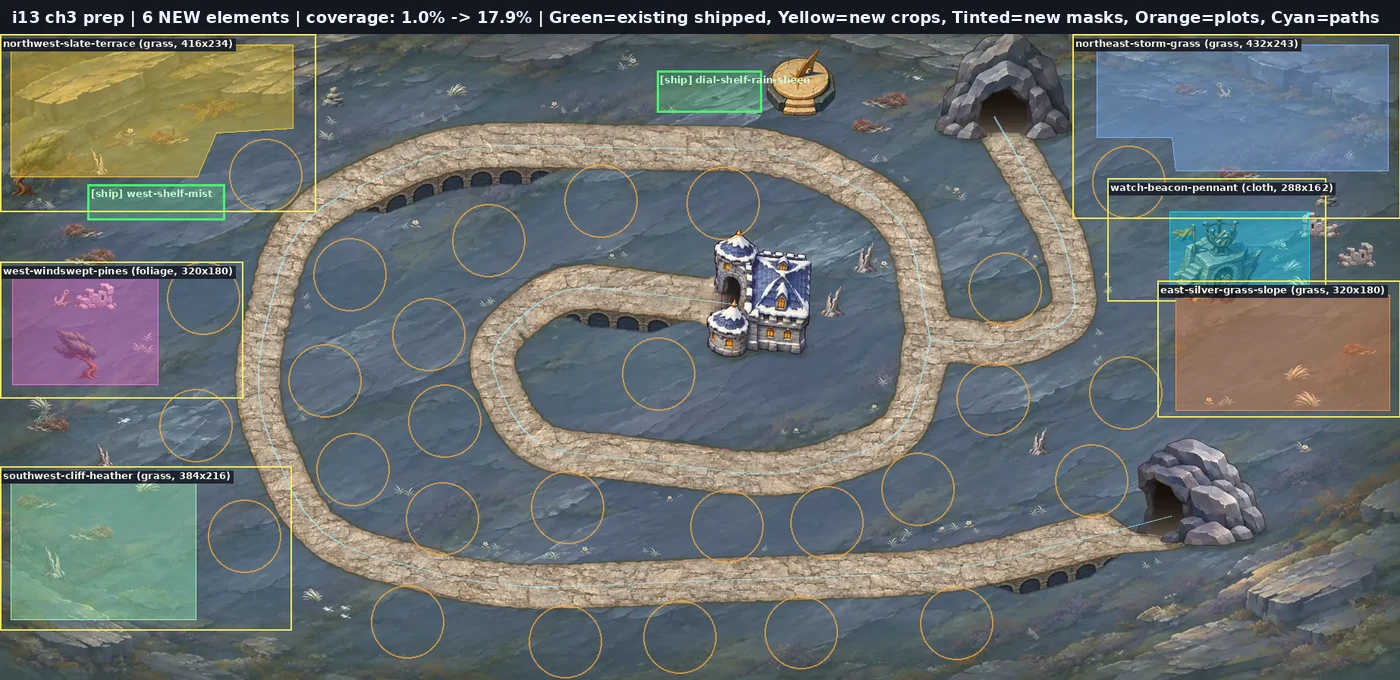 i13 ch3 prep | 6 NEW elements | coverage: 1.0% -> 17.9% | Green=existing shipped, Yellow=new crops, Tinted=new masks, Orange=plots, Cyan=paths
northwest-slate-terrace (grass, 416x234)
northeast-storm-grass (grass, 432x243)
[ship] dial-shelf-rain-sheen
[ship] west-shelf-mist
watch-beacon-pennant (cloth, 288x162)
west-windswept-pines (foliage, 320x180)
east-silver-grass-slope (grass, 320x180)
southwest-cliff-heather (grass, 384x216)